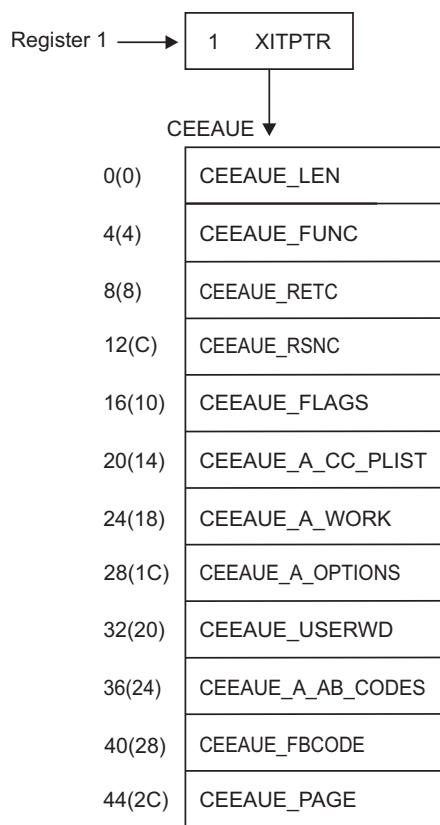 Register 1
1 XITPTR
CEEAUE
0(0) CEEAUE_LEN
4(4) CEEAUE_FUNC
8(8) CEEAUE_RETC
12(C) CEEAUE_RSNC
16(10) CEEAUE_FLAGS
20(14) CEEAUE_A_CC_PLIST
24(18) CEEAUE_A_WORK
28(1C) CEEAUE_A_OPTIONS
32(20) CEEAUE_USERWD
36(24) CEEAUE_A_AB_CODES
40(28) CEEAUE_FBCODE
44(2C) CEEAUE_PAGE